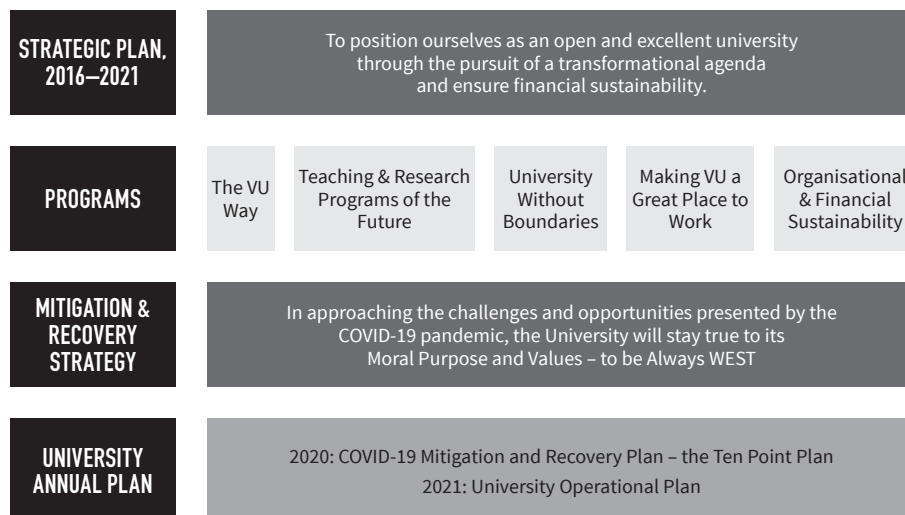 STRATEGIC PLAN,
2016–2021
To position ourselves as an open and excellent university
through the pursuit of a transformational agenda
and ensure financial sustainability.
PROGRAMS
The VU
Way
Teaching & Research
Programs of the
Future
University
Without
Boundaries
Making VU a
Great Place to
Work
Organisational
& Financial
Sustainability
MITIGATION &
RECOVERY
STRATEGY
In approaching the challenges and opportunities presented by the
COVID-19 pandemic, the University will stay true to its
Moral Purpose and Values – to be Always WEST
UNIVERSITY
ANNUAL PLAN
2020: COVID-19 Mitigation and Recovery Plan – the Ten Point Plan
2021: University Operational Plan